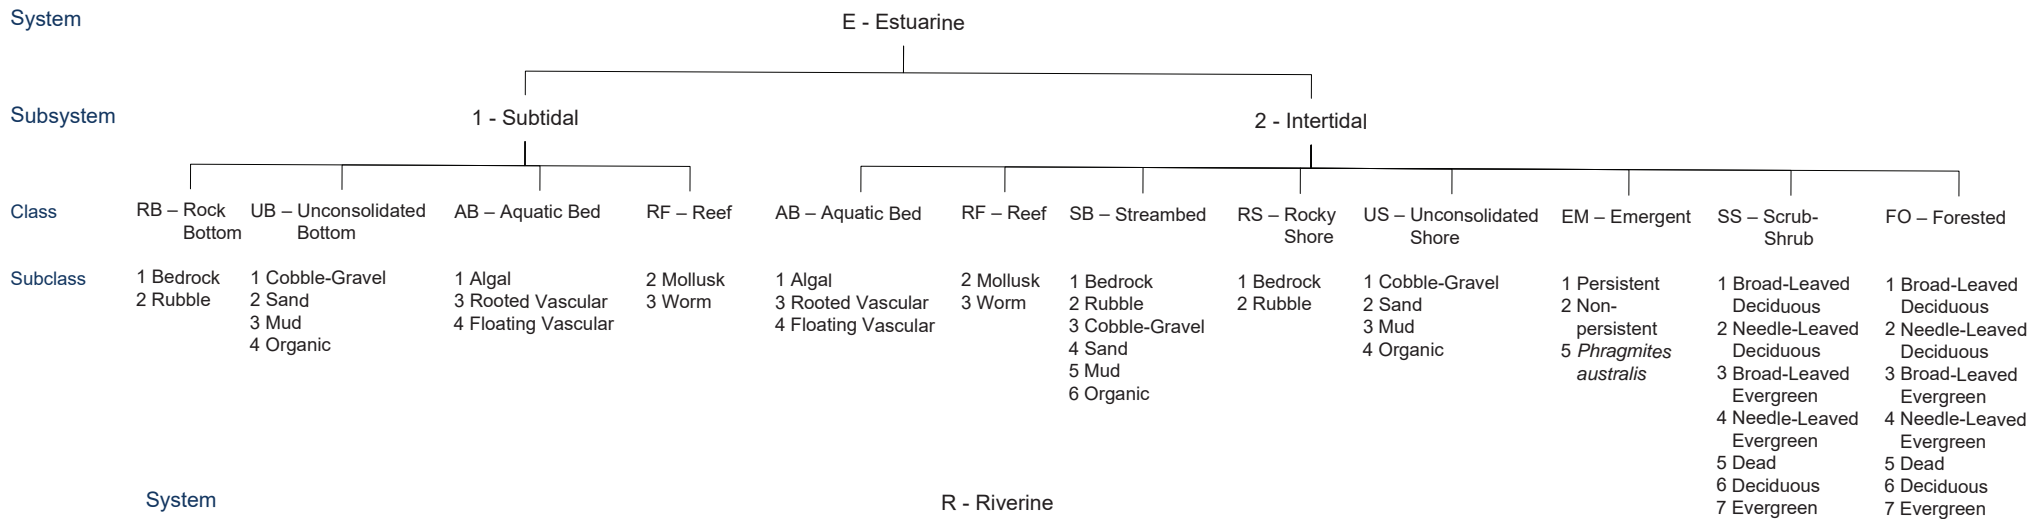 System
E - Estuarine
Subsystem
1 - Subtidal
2 - Intertidal
Class
RB – Rock
Bottom
UB – Unconsolidated
Bottom
AB – Aquatic Bed
RF – Reef
AB – Aquatic Bed
RF – Reef
SB – Streambed
RS – Rocky
Shore
US – Unconsolidated
Shore
EM – Emergent
SS – Scrub-
Shrub
FO – Forested
Subclass
1 Bedrock
2 Rubble
1 Cobble-Gravel
2 Sand
3 Mud
4 Organic
1 Algal
3 Rooted Vascular
4 Floating Vascular
2 Mollusk
3 Worm
1 Algal
3 Rooted Vascular
4 Floating Vascular
2 Mollusk
3 Worm
1 Bedrock
2 Rubble
3 Cobble-Gravel
4 Sand
5 Mud
6 Organic
1 Bedrock
2 Rubble
1 Cobble-Gravel
2 Sand
3 Mud
4 Organic
1 Persistent
2 Non-
persistent
5 Phragmites
australis
1 Broad-Leaved
Deciduous
2 Needle-Leaved
Deciduous
3 Broad-Leaved
Evergreen
4 Needle-Leaved
Evergreen
5 Dead
6 Deciduous
7 Evergreen
1 Broad-Leaved
Deciduous
2 Needle-Leaved
Deciduous
3 Broad-Leaved
Evergreen
4 Needle-Leaved
Evergreen
5 Dead
6 Deciduous
7 Evergreen
System
R - Riverine